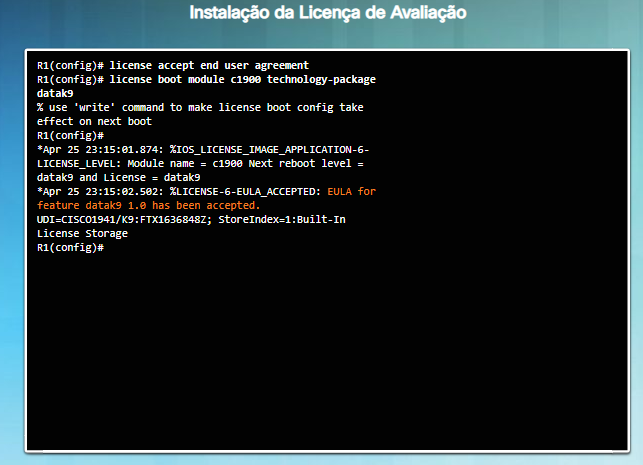 Instalação da Licença de Avaliação
R1(config)# license accept end user agreement
R1(config)# license boot module c1900 technology-package
datak9
% use 'write' command to make license boot config take
effect on next boot
R1(config)#
*Apr 25 23:15:01.874: %IOS_LICENSE_IMAGE_APPLICATION-6-
LICENSE_LEVEL: Module name = c1900 Next reboot level =
datak9 and License = datak9
*Apr 25 23:15:02.502: %LICENSE-6-EULA_ACCEPTED: EULA for
feature datak9 1.0 has been accepted.
UDI=CISCO1941/K9:FTX1636848Z; StoreIndex=1:Built-In
License Storage
R1(config)#